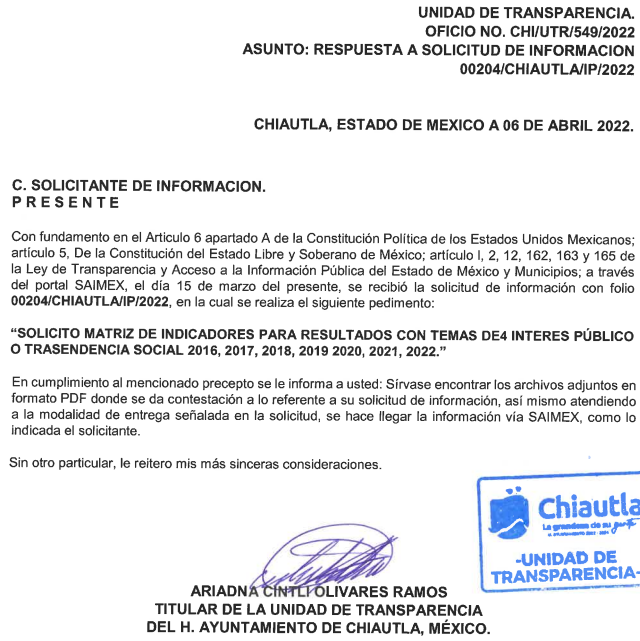 UNIDAD DE TRANSPARENCIA.
OFICIO NO. CHI/UTR/549/2022
ASUNTO: RESPUESTA A SOLICITUD DE INFORMACION
00204/CHIAUTLA/IP/2022
CHIAUTLA, ESTADO DE MEXICO A 06 DE ABRIL 2022.
C. SOLICITANTE DE INFORMACION.
P R E S E N T E
Con fundamento en el Articulo 6 apartado A de la Constitución Política de los Estados Unidos Mexicanos;
artículo 5, De la Constitución del Estado Libre y Soberano de México; artículo I, 2, 12, 162, 163 y 165 de
la Ley de Transparencia y Acceso a la Información Pública del Estado de México y Municipios; a través
del portal SAIMEX, el día 15 de marzo del presente, se recibió la solicitud de información con folio
00204/CHIAUTLA/IP/2022, en la cual se realiza el siguiente pedimento:
“SOLICITO MATRIZ DE INDICADORES PARA RESULTADOS CON TEMAS DE4 INTERES PÚBLICO
O TRASENDENCIA SOCIAL 2016, 2017, 2018, 2019 2020, 2021, 2022.”
En cumplimiento al mencionado precepto se le informa a usted: Sírvase encontrar los archivos adjuntos en
formato PDF donde se da contestación a lo referente a su solicitud de información, así mismo atendiendo
a la modalidad de entrega señalada en la solicitud, se hace llegar la información vía SAIMEX, como lo
indicada el solicitante.
Sin otro particular, le reitero mis más sinceras consideraciones.
Chiautla
La grandeza de su gente
-UNIDAD DE
TRANSPARENCIA-
ARIADNA CINTLI OLIVARES RAMOS
TITULAR DE LA UNIDAD DE TRANSPARENCIA
DEL H. AYUNTAMIENTO DE CHIAUTLA, MÉXICO.